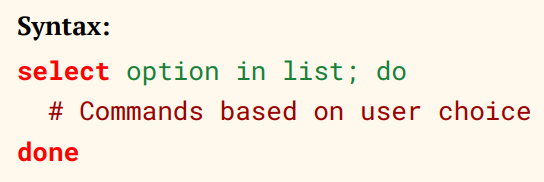 Syntax:
select option in list; do
  # Commands based on user choice
done